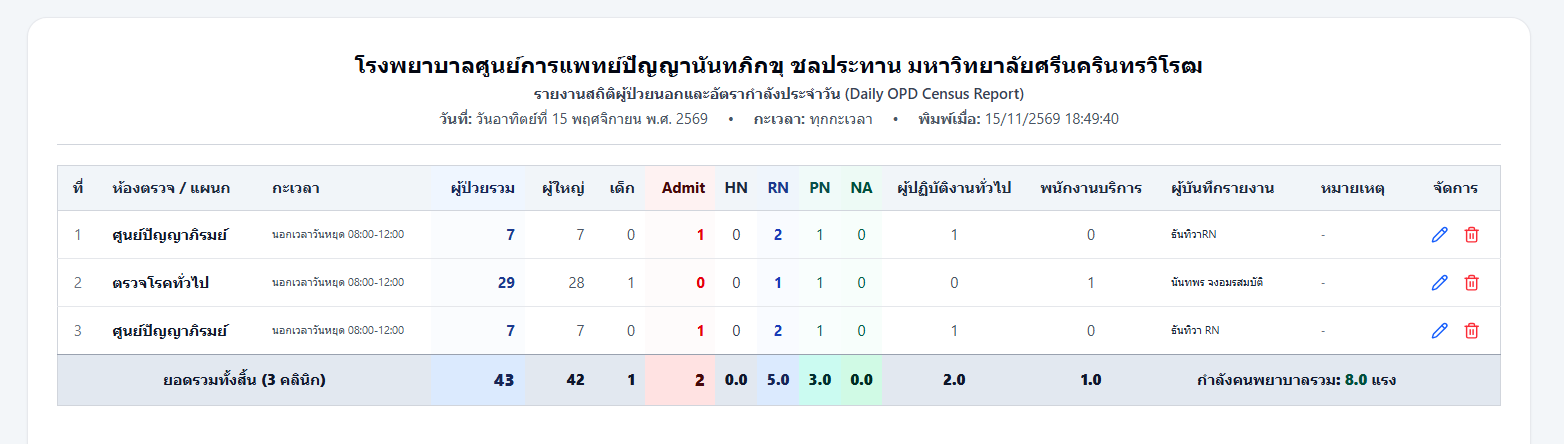 โรงพยาบาลศูนย์การแพทย์ปัญญานันทภิกขุ ชลประทาน มหาวิทยาลัยศรีนครินทรวิโรฒ
รายงานสถิติผู้ป่วยนอกและอัตรากำลังประจำวัน (Daily OPD Census Report)
วันที่: วันอาทิตย์ที่ 15 พฤศจิกายน พ.ศ. 2569 • กะเวลา: ทุกกะเวลา • พิมพ์เมื่อ: 15/11/2569 18:49:40
ที่ ห้องตรวจ / แผนก กะเวลา ผู้ป่วยรวม ผู้ใหญ่ เด็ก Admit HN RN PN NA ผู้ปฏิบัติงานทั่วไป พนักงานบริการ ผู้บันทึกรายงาน หมายเหตุ จัดการ
1 ศูนย์ปัญญาภิรมย์ นอกเวลาวันหยุด 08:00-12:00 7 7 0 1 0 2 1 0 1 0 ธันทิวาRN -
2 ตรวจโรคทั่วไป นอกเวลาวันหยุด 08:00-12:00 29 28 1 0 0 1 1 0 0 1 นันทพร จงอมรสมบัติ -
3 ศูนย์ปัญญาภิรมย์ นอกเวลาวันหยุด 08:00-12:00 7 7 0 1 0 2 1 0 1 0 ธันทิวา RN -
ยอดรวมทั้งสิ้น (3 คลินิก) 43 42 1 2 0.0 5.0 3.0 0.0 2.0 1.0 กำลังคนพยาบาลรวม: 8.0 แรง